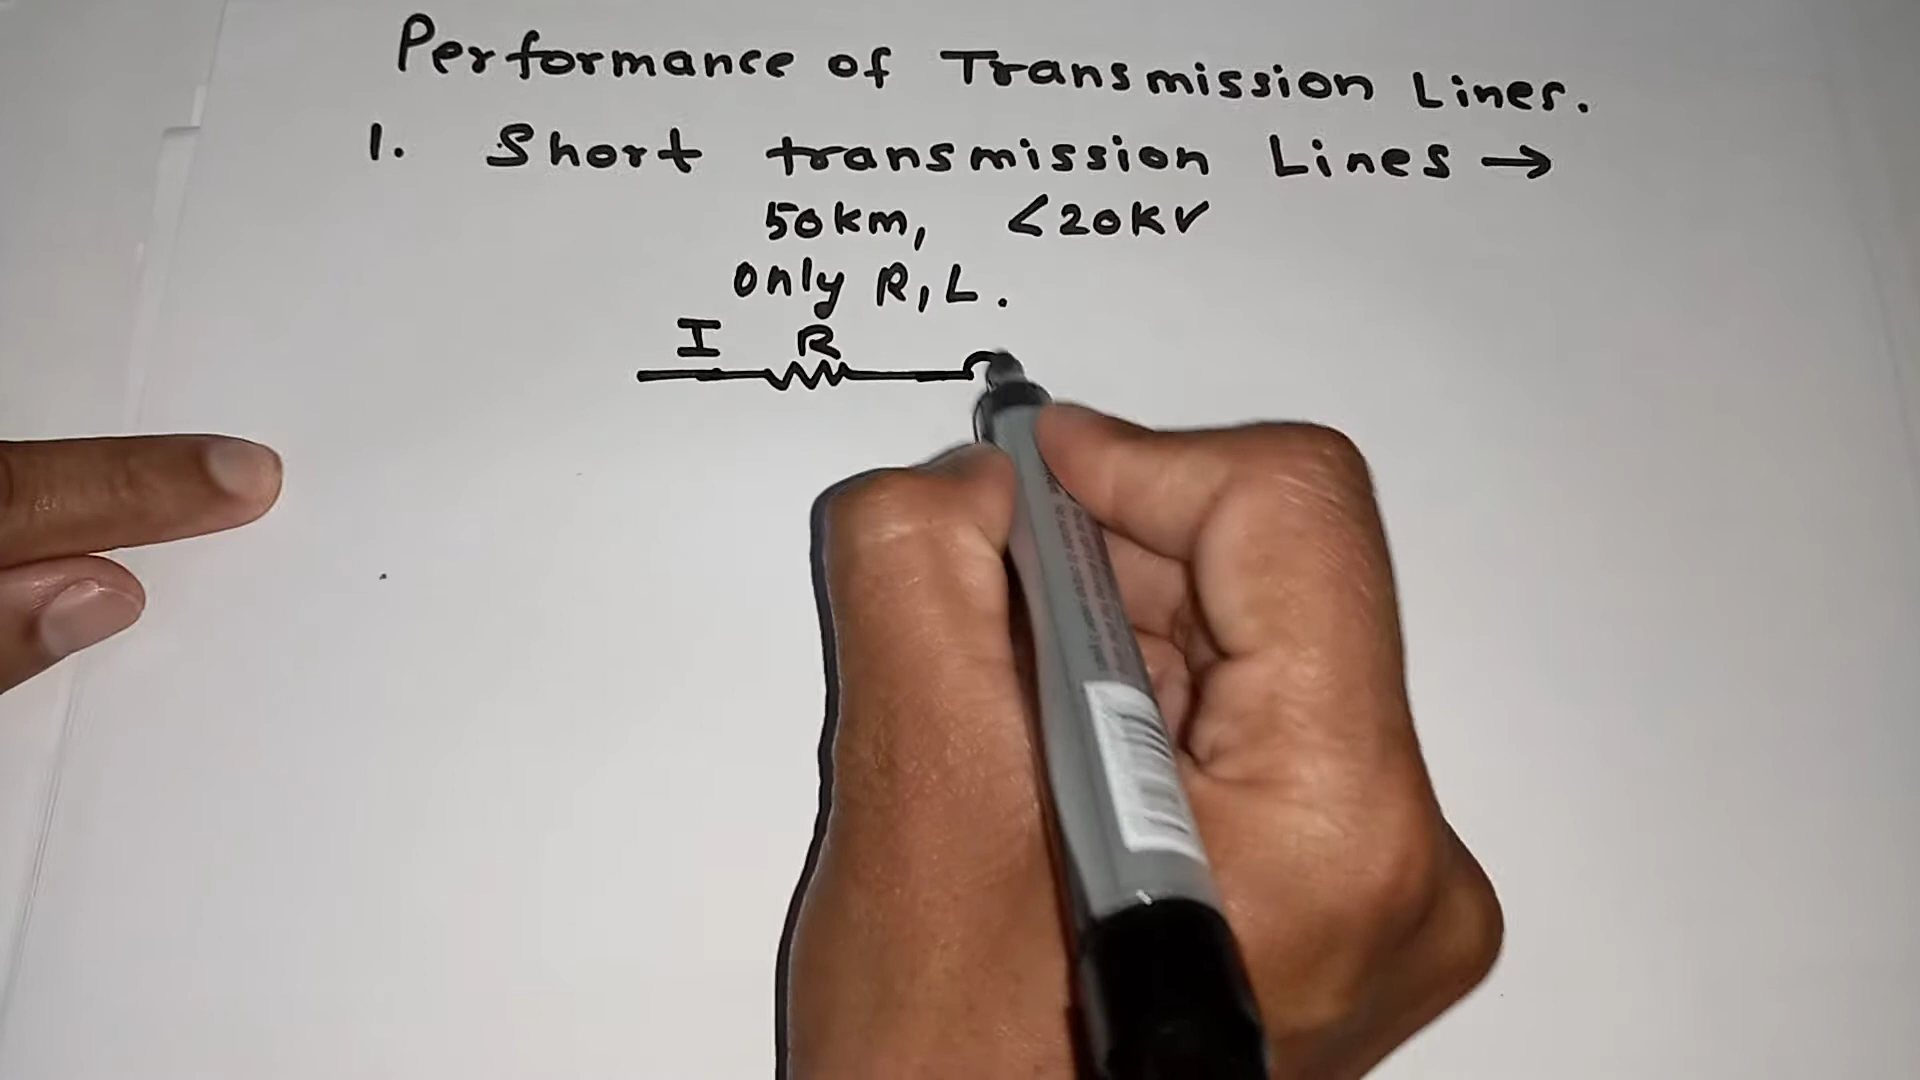 Performance of Transmission Lines.
1. Short transmission Lines →
50km, <20KV
only R, L.
I R